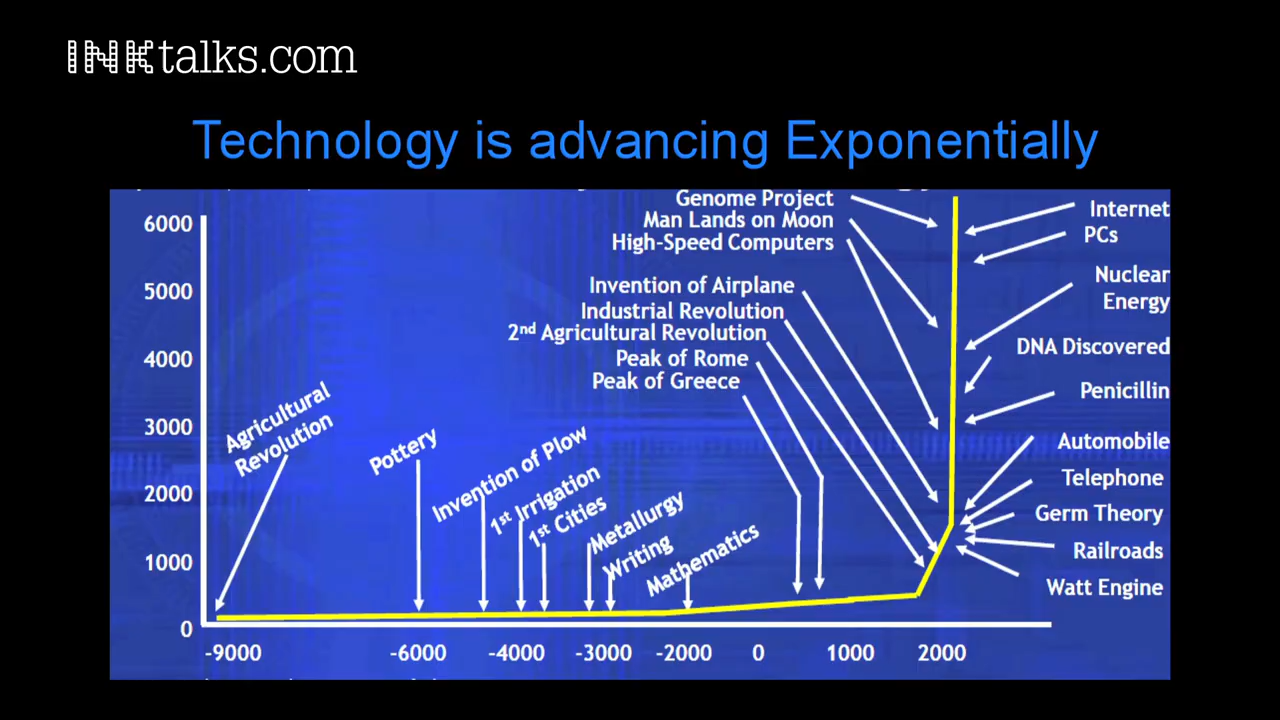 INKtalks.com
Technology is advancing Exponentially
Genome Project
Man Lands on Moon
High-Speed Computers
Invention of Airplane
Industrial Revolution
2nd Agricultural Revolution
Peak of Rome
Peak of Greece
Internet
PCs
Nuclear
Energy
DNA Discovered
Penicillin
Automobile
Telephone
Germ Theory
Railroads
Watt Engine
6000
5000
4000
3000
2000
1000
0
Agricultural
Revolution
Pottery
Invention of Plow
1st Irrigation
1st Cities
Metallurgy
Writing
Mathematics
-9000 -6000 -4000 -3000 -2000 0 1000 2000